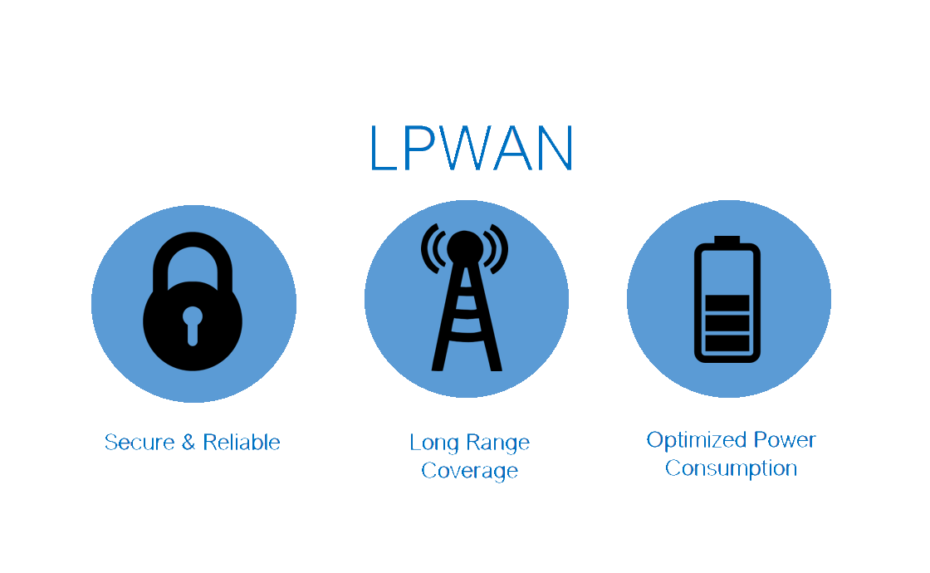 LPWAN
Secure & Reliable
Long Range
Coverage
Optimized Power
Consumption